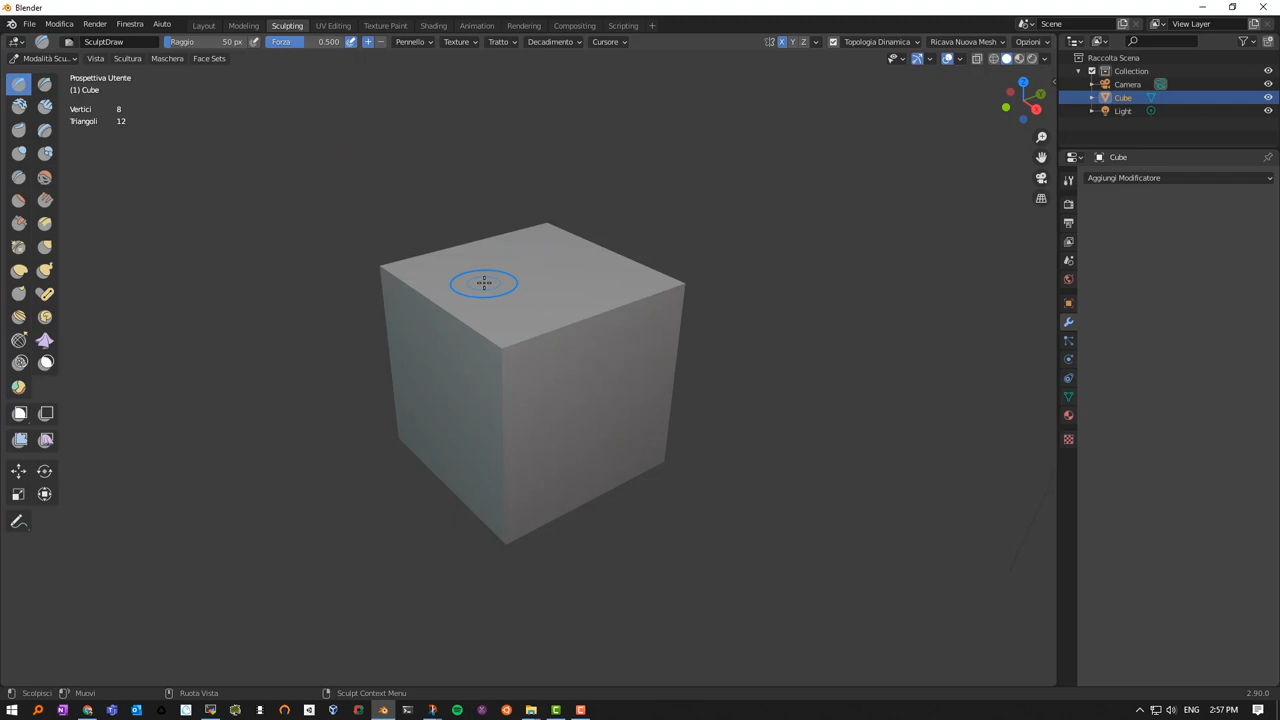 Blender
File Modifica Render Finestra Aiuto Layout Modeling Sculpting UV Editing Texture Paint Shading Animation Rendering Compositing Scripting + Scene View Layer
SculptDraw Raggio 50 px Forza 0.500 Pennello Texture Tratto Decadimento Cursore X Y Z Topologia Dinamica Ricava Nuova Mesh Opzioni
Modalità Scu... Vista Scultura Maschera Face Sets
Raccolta Scena
Collection
Camera
Cube
Light
Prospettiva Utente
(1) Cube
Vertici 8
Triangoli 12
Z
Y
X
Cube
Aggiungi Modificatore
Scolpisci Muovi Ruota Vista Sculpt Context Menu 2.90.0
ENG 2:57 PM